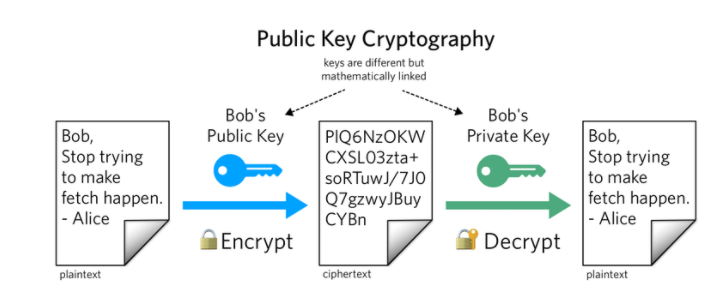 Public Key Cryptography
keys are different but
mathematically linked
Bob,
Stop trying
to make
fetch happen.
- Alice
plaintext
Bob's
Public Key
Encrypt
PIQ6NzOKW
CXSL03zta+
soRTuwJ/7J0
Q7gzwyJBuy
CYBn
ciphertext
Bob's
Private Key
Decrypt
Bob,
Stop trying
to make
fetch happen.
- Alice
plaintext